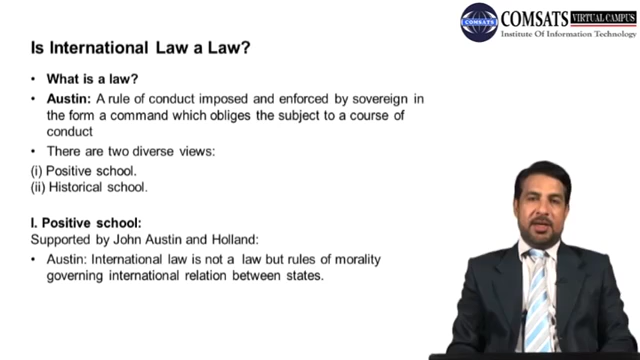 COMSATS VIRTUAL CAMPUS
COMSATS
Institute Of Information Technology
Is International Law a Law?
• What is a law?
• Austin: A rule of conduct imposed and enforced by sovereign in
the form a command which obliges the subject to a course of
conduct
• There are two diverse views:
(i) Positive school.
(ii) Historical school.
I. Positive school:
Supported by John Austin and Holland:
• Austin: International law is not a law but rules of morality
governing international relation between states.